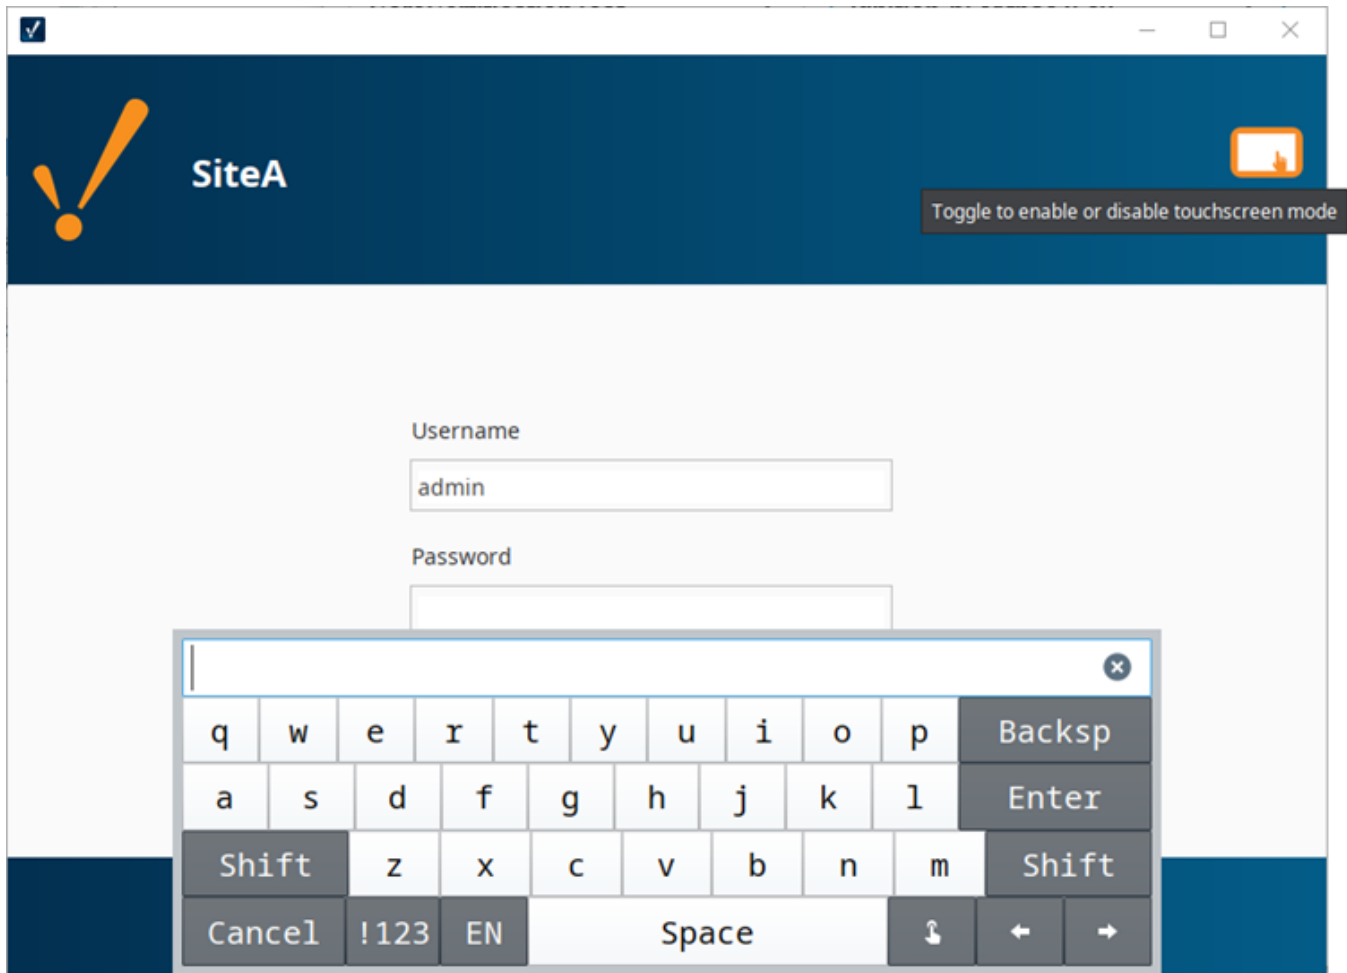 SiteA
Toggle to enable or disable touchscreen mode
Username
admin
Password
q w e r t y u i o p Backsp
a s d f g h j k l Enter
Shift z x c v b n m Shift
Cancel !123 EN Space